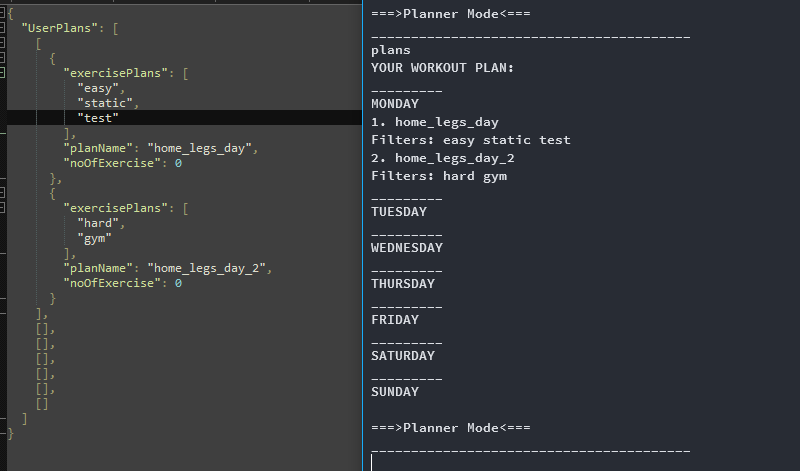 {
  "UserPlans": [
    [
      {
        "exercisePlans": [
          "easy",
          "static",
          "test"
        ],
        "planName": "home_legs_day",
        "noOfExercise": 0
      },
      {
        "exercisePlans": [
          "hard",
          "gym"
        ],
        "planName": "home_legs_day_2",
        "noOfExercise": 0
      }
    ],
    [],
    [],
    [],
    [],
    [],
    []
  ]
}
===>Planner Mode<===
________________________________________
plans
YOUR WORKOUT PLAN:
_________
MONDAY
1. home_legs_day
Filters: easy static test
2. home_legs_day_2
Filters: hard gym
_________
TUESDAY
_________
WEDNESDAY
_________
THURSDAY
_________
FRIDAY
_________
SATURDAY
_________
SUNDAY
===>Planner Mode<===
________________________________________